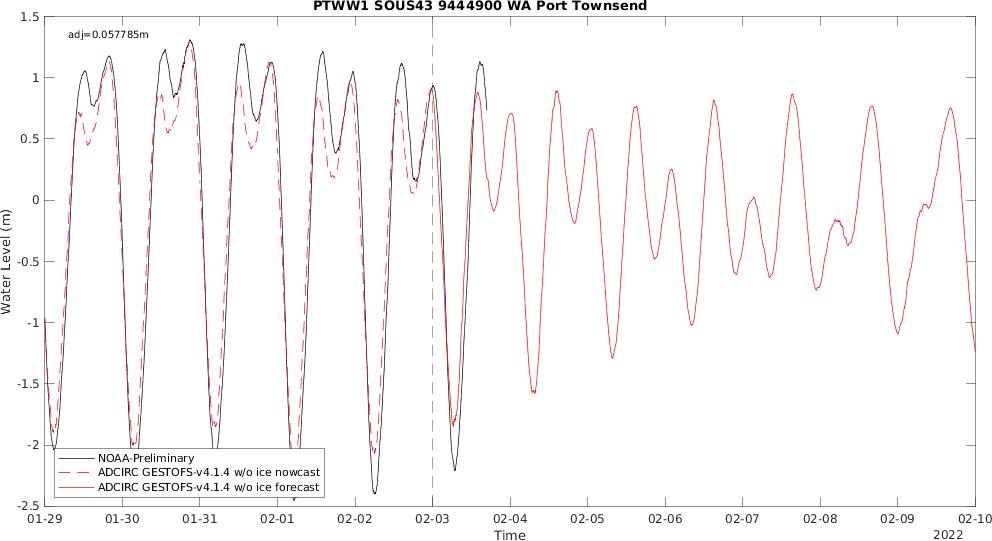 PTWW1 SOUS43 9444900 WA Port Townsend
adj=0.057785m
1.5
1
0.5
0
-0.5
-1
-1.5
-2
-2.5
Water Level (m)
NOAA-Preliminary
ADCIRC GESTOFS-v4.1.4 w/o ice nowcast
ADCIRC GESTOFS-v4.1.4 w/o ice forecast
01-29 01-30 01-31 02-01 02-02 02-03 02-04 02-05 02-06 02-07 02-08 02-09 02-10
Time
2022